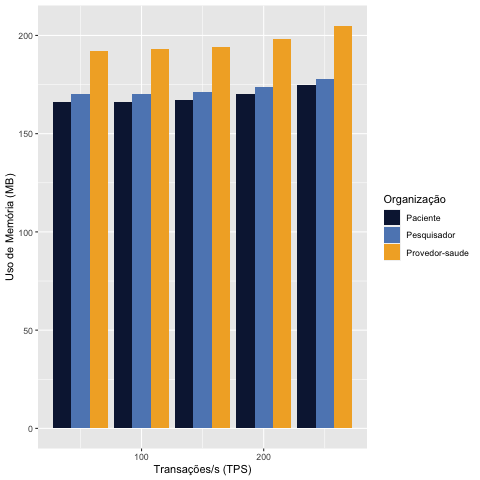 Uso de Memória (MB)
200
150
100
50
0
100
200
Transações/s (TPS)
Organização
Paciente
Pesquisador
Provedor-saude